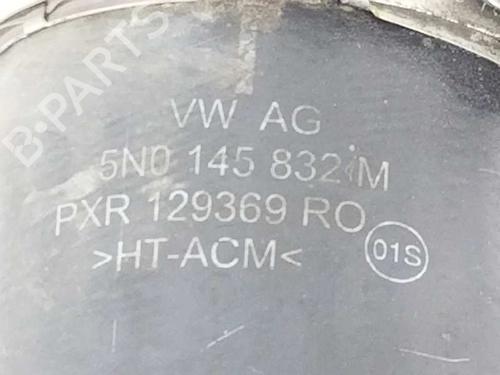 B-PARTS
VW AG
5N0 145 832 M
PXR 129369 RO
>HT-ACM<
01S